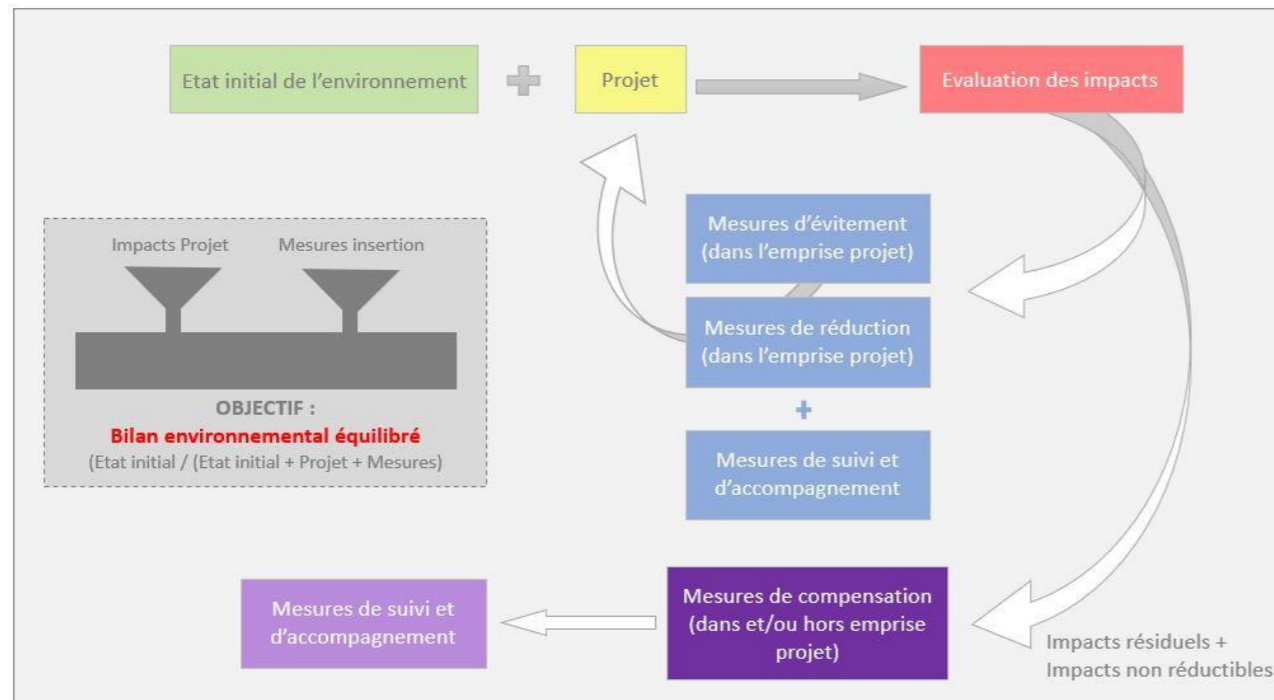 Etat initial de l'environnement
+
Projet
Evaluation des impacts
Mesures d'évitement
(dans l'emprise projet)
Impacts Projet
Mesures insertion
Mesures de réduction
(dans l'emprise projet)
+
OBJECTIF :
Bilan environnemental équilibré
(Etat initial / (Etat initial + Projet + Mesures)
Mesures de suivi et
d'accompagnement
Mesures de suivi et
d'accompagnement
Mesures de compensation
(dans et/ou hors emprise
projet)
Impacts résiduels +
Impacts non réductibles